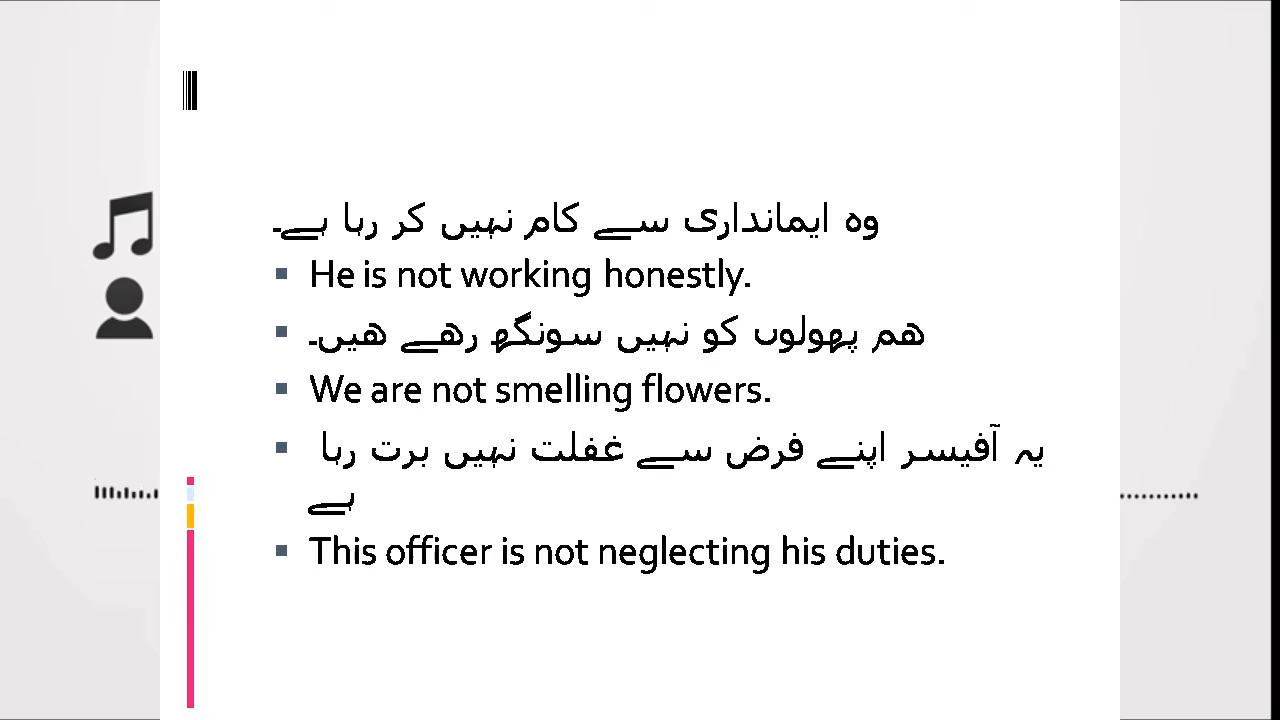 وہ ایمانداری سے کام نہیں کر رہا ہے۔
He is not working honestly.
ھم پھولوں کو نہیں سونگھ رھے ھیں۔
We are not smelling flowers.
یہ آفیسر اپنے فرض سے غفلت نہیں برت رہا
ہے
This officer is not neglecting his duties.